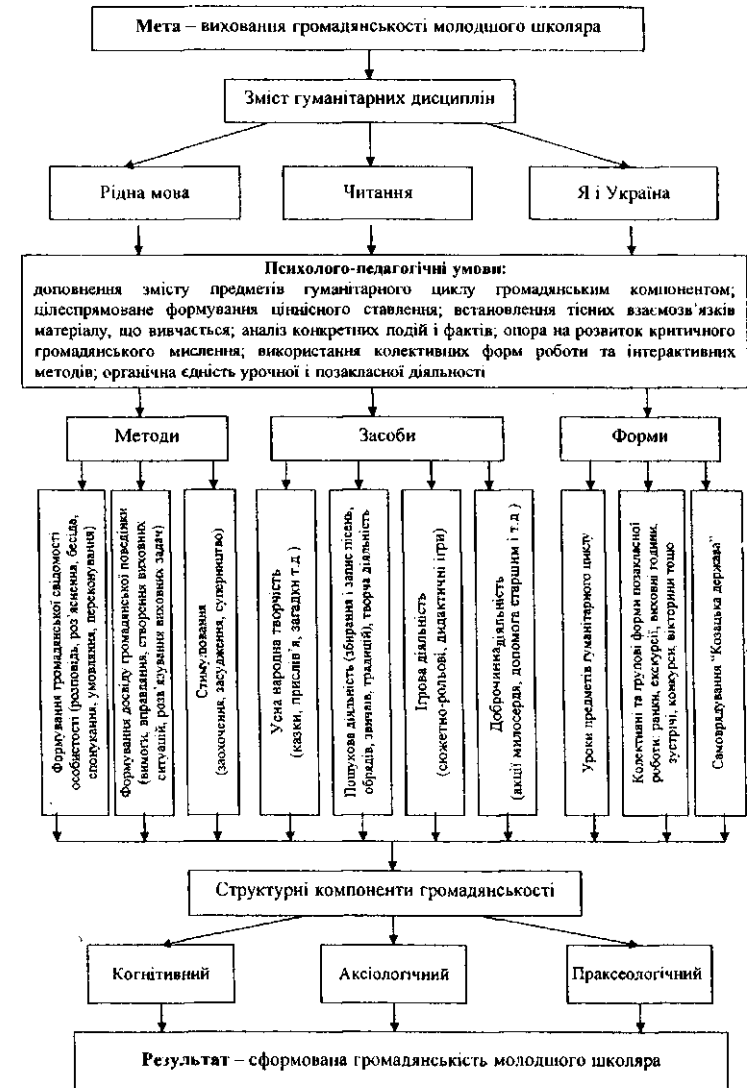 Мета – виховання громадянськості молодшого школяра
Зміст гуманітарних дисциплін
Рідна мова
Читання
Я і Україна
Психолого-педагогічні умови:
доповнення змісту предметів гуманітарного циклу громадянським компонентом;
цілеспрямоване формування ціннісного ставлення; встановлення тісних взаємозв'язків
матеріалу, що вивчається; аналіз конкретних подій і фактів; опора на розвиток критичного
громадянського мислення; використання колективних форм роботи та інтерактивних
методів; органічна єдність урочної і позакласної діяльності
Методи
Засоби
Форми
Формування громадянської свідомості
особистості (розповідь, роз'яснення, бесіда,
спонукання, умовляння, переконування)
Формування досвіду громадянської поведінки
(вимоги, вправляння, створення виховних
ситуацій, розв'язування виховних задач)
Стимулювання
(заохочення, засудження, суперництво)
Усна народна творчість
(казки, прислів'я, загадки т.д.)
Пошукова діяльність (збирання і запис пісень,
обрядів, звичаїв, традицій), творча діяльність
Ігрова діяльність
(сюжетно-рольові, дидактичні ігри)
Доброчинна діяльність
(акції милосердя, допомога старшим і т.д.)
Уроки предметів гуманітарного циклу
Колективні та групові форми позакласної
роботи: ранки, екскурсії, виховні години,
зустрічі, конкурси, вікторини тощо
Самоврядування "Козацька держава"
Структурні компоненти громадянськості
Когнітивний
Аксіологічний
Праксеологічний
Результат – сформована громадянськість молодшого школяра